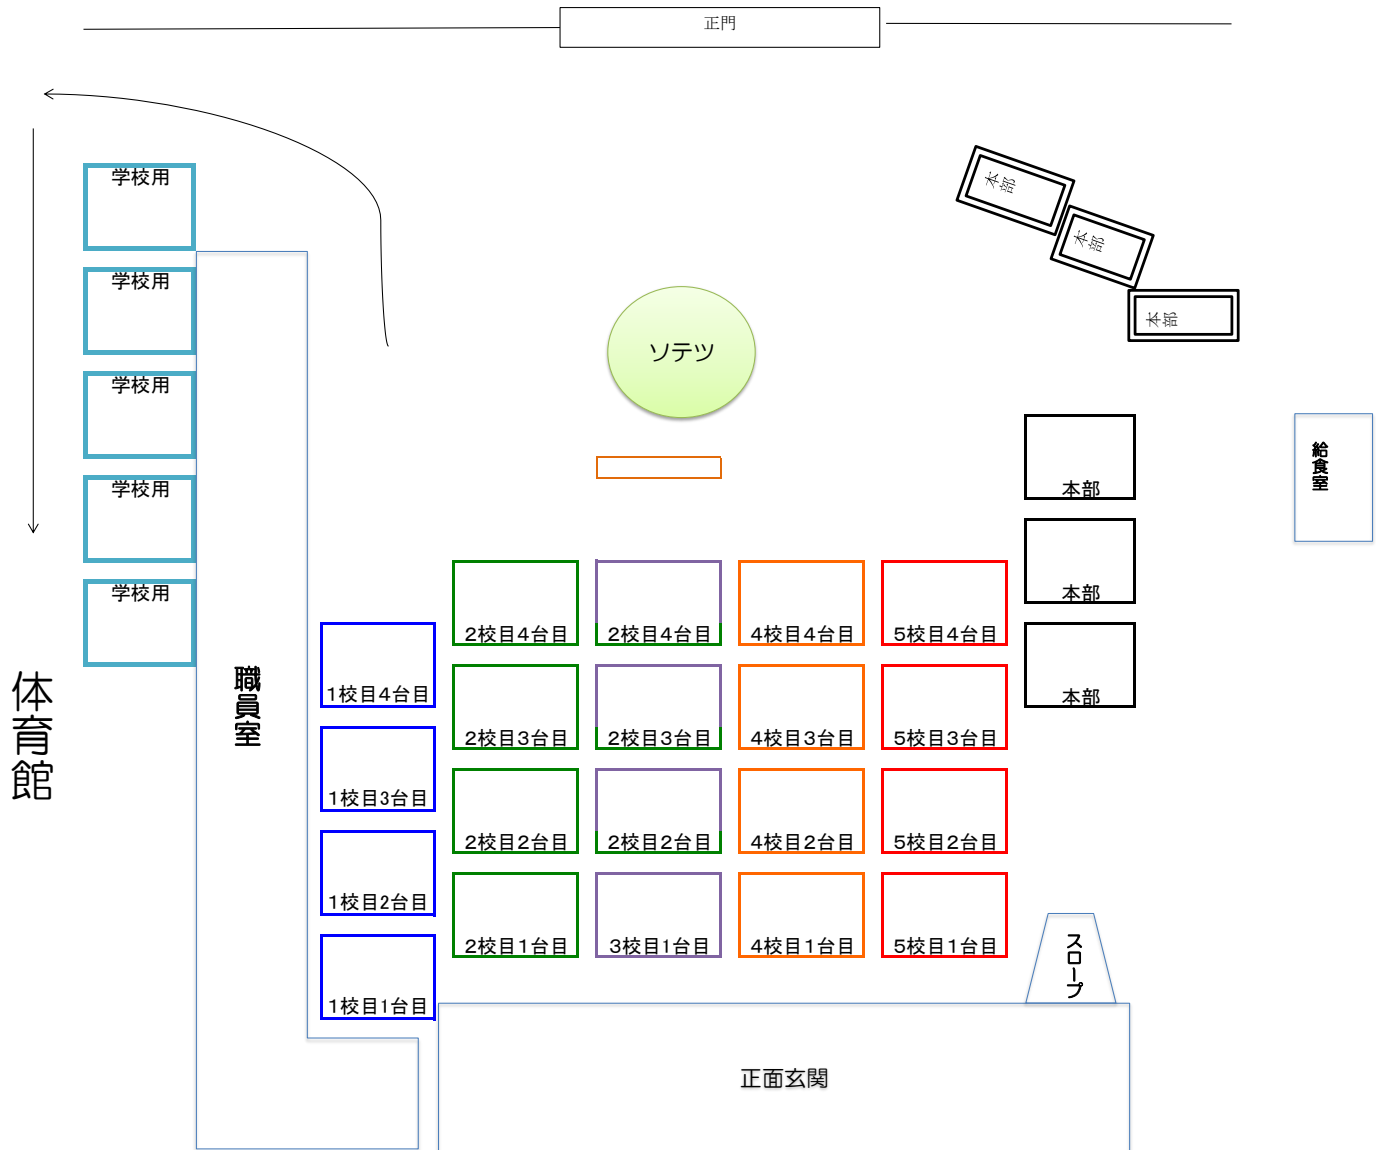 正門
本部
本部
本部
学校用
学校用
学校用
学校用
学校用
ソテツ
給食室
本部
本部
本部
体育館
職員室
1校目4台目
1校目3台目
1校目2台目
1校目1台目
2校目4台目
2校目4台目
4校目4台目
5校目4台目
2校目3台目
2校目3台目
4校目3台目
5校目3台目
2校目2台目
2校目2台目
4校目2台目
5校目2台目
2校目1台目
3校目1台目
4校目1台目
5校目1台目
スロープ
正面玄関